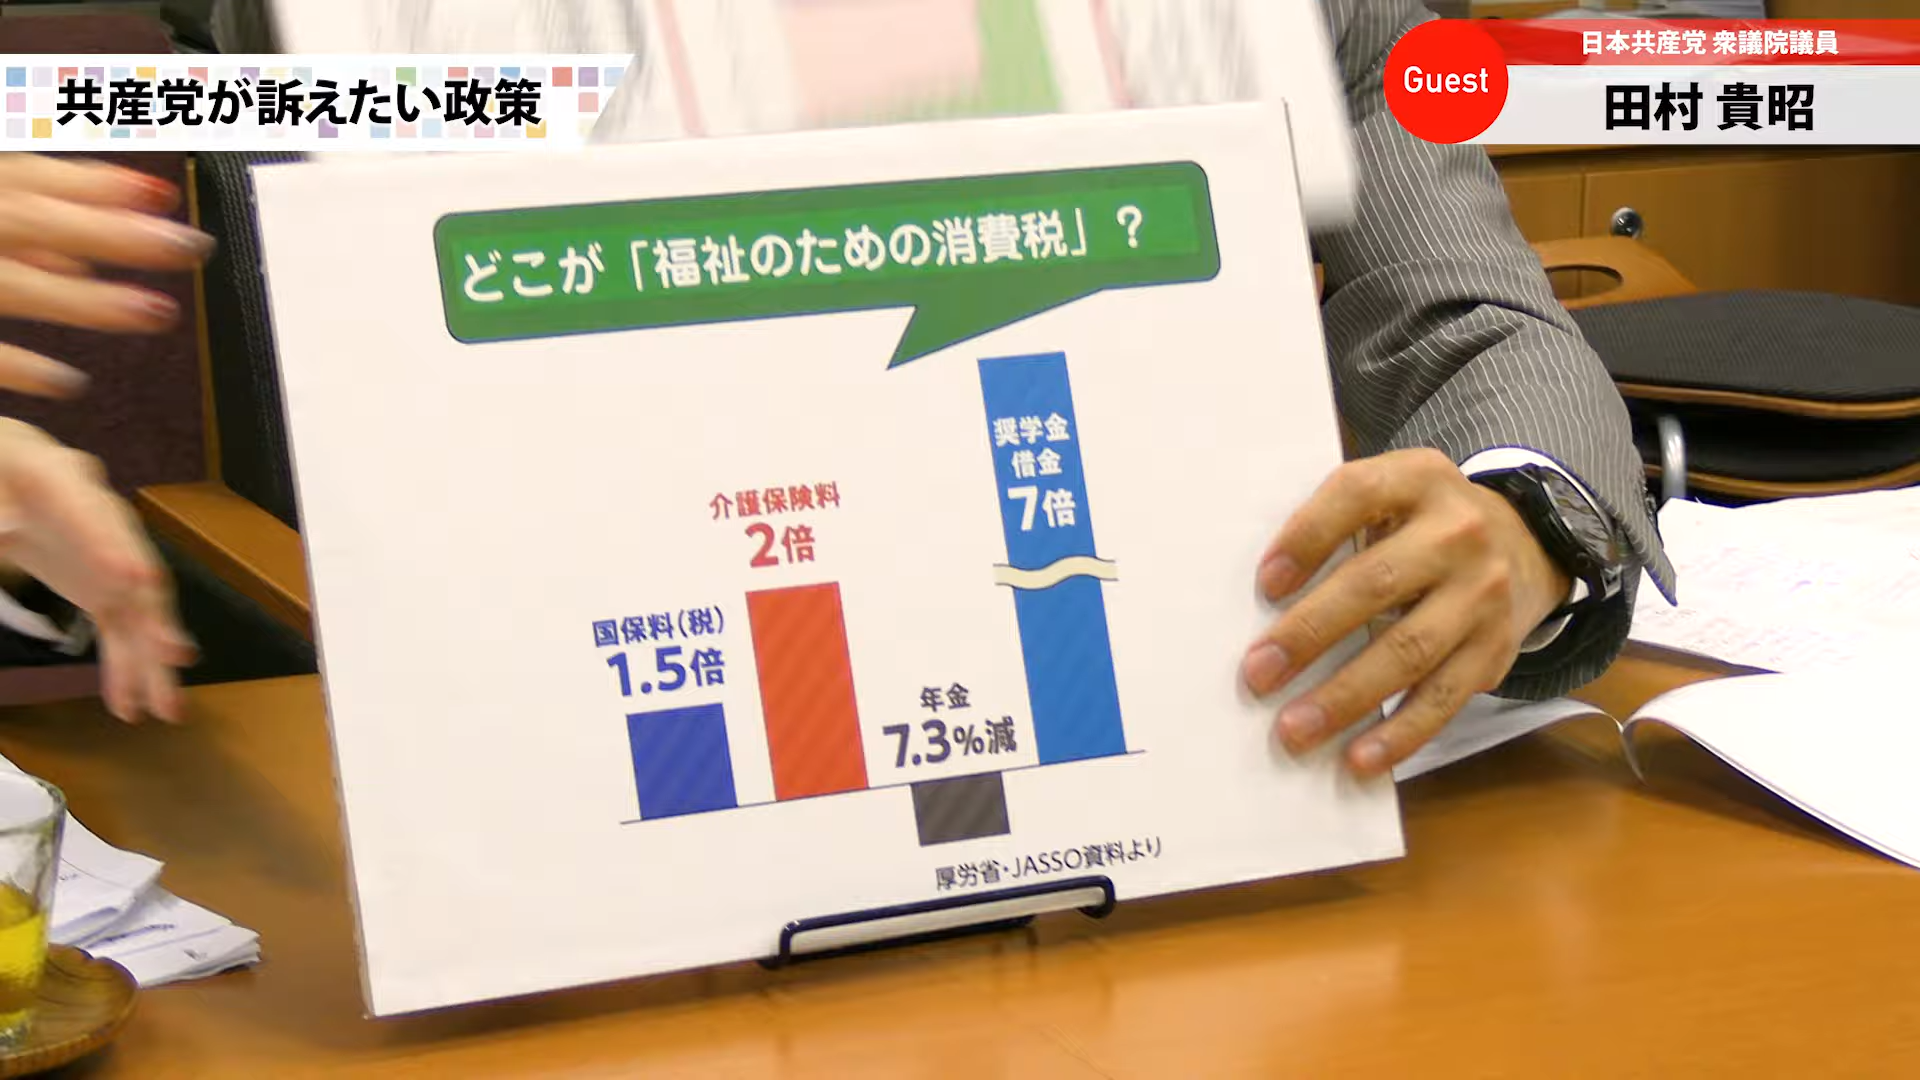 共産党が訴えたい政策
Guest
日本共産党 衆議院議員
田村 貴昭
どこが「福祉のための消費税」?
奨学金
借金
7倍
介護保険料
2倍
国保料(税)
1.5倍
年金
7.3%減
厚労省・JASSO資料より